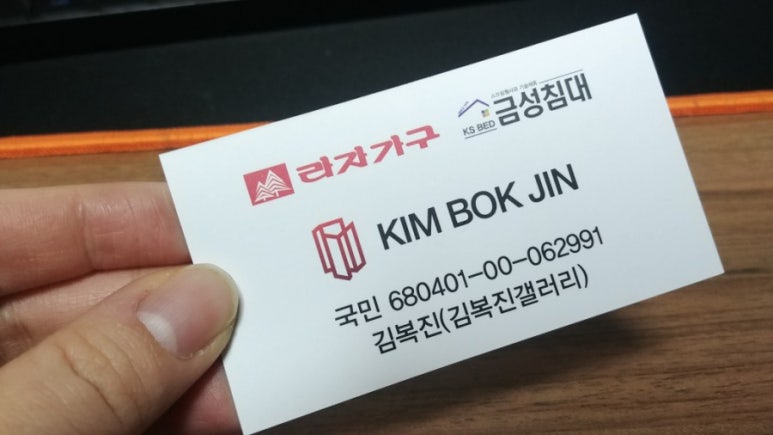 라자가구
KS BED 금성침대
KIM BOK JIN
국민 680401-00-062991
김복진(김복진갤러리)